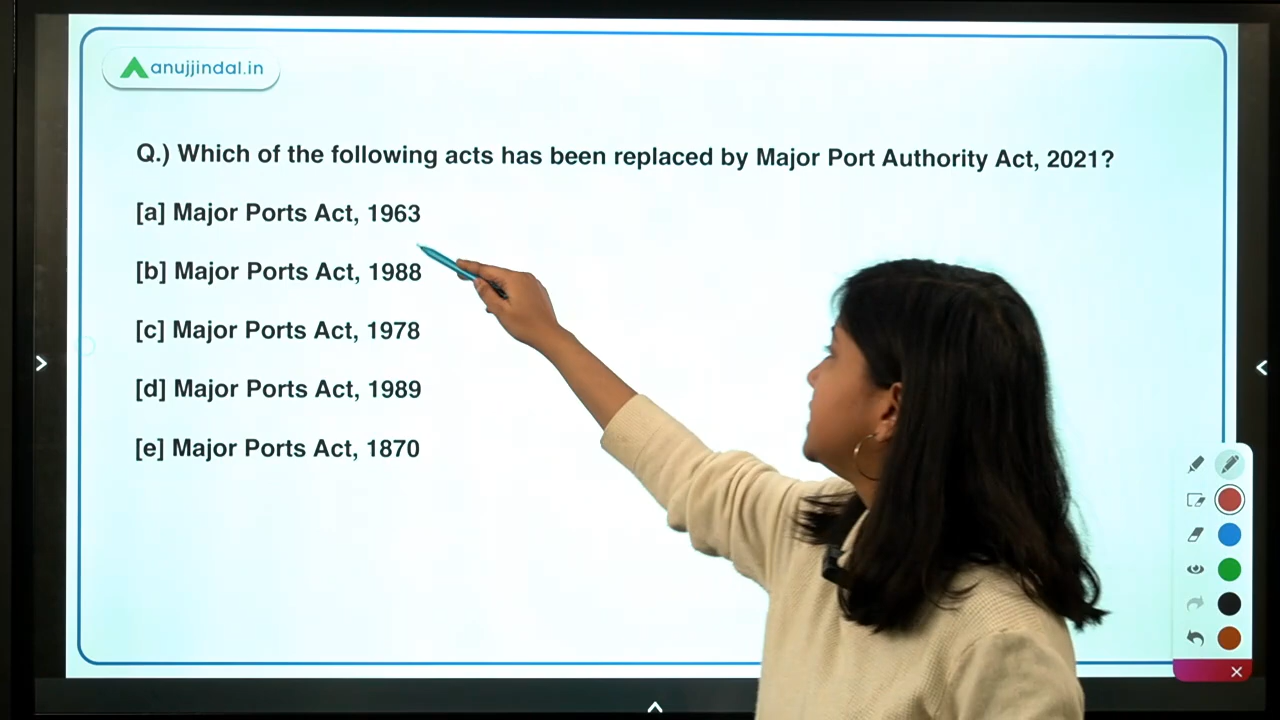 anujjindal.in
Q.) Which of the following acts has been replaced by Major Port Authority Act, 2021?
[a] Major Ports Act, 1963
[b] Major Ports Act, 1988
[c] Major Ports Act, 1978
[d] Major Ports Act, 1989
[e] Major Ports Act, 1870